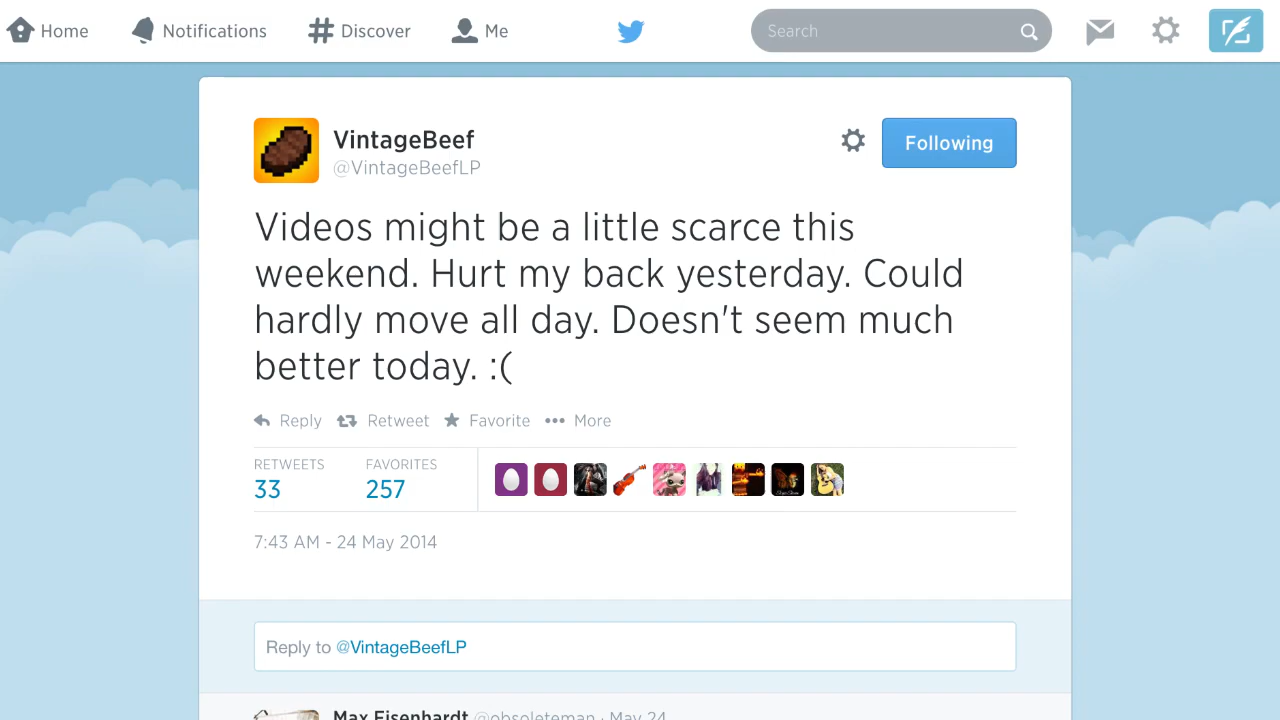 Home Notifications Discover Me Search
VintageBeef
@VintageBeefLP
Following
Videos might be a little scarce this
weekend. Hurt my back yesterday. Could
hardly move all day. Doesn't seem much
better today. :(
Reply Retweet Favorite More
RETWEETS FAVORITES
33 257
7:43 AM - 24 May 2014
Reply to @VintageBeefLP
Max Eisenhardt @obsoleteman · May 24